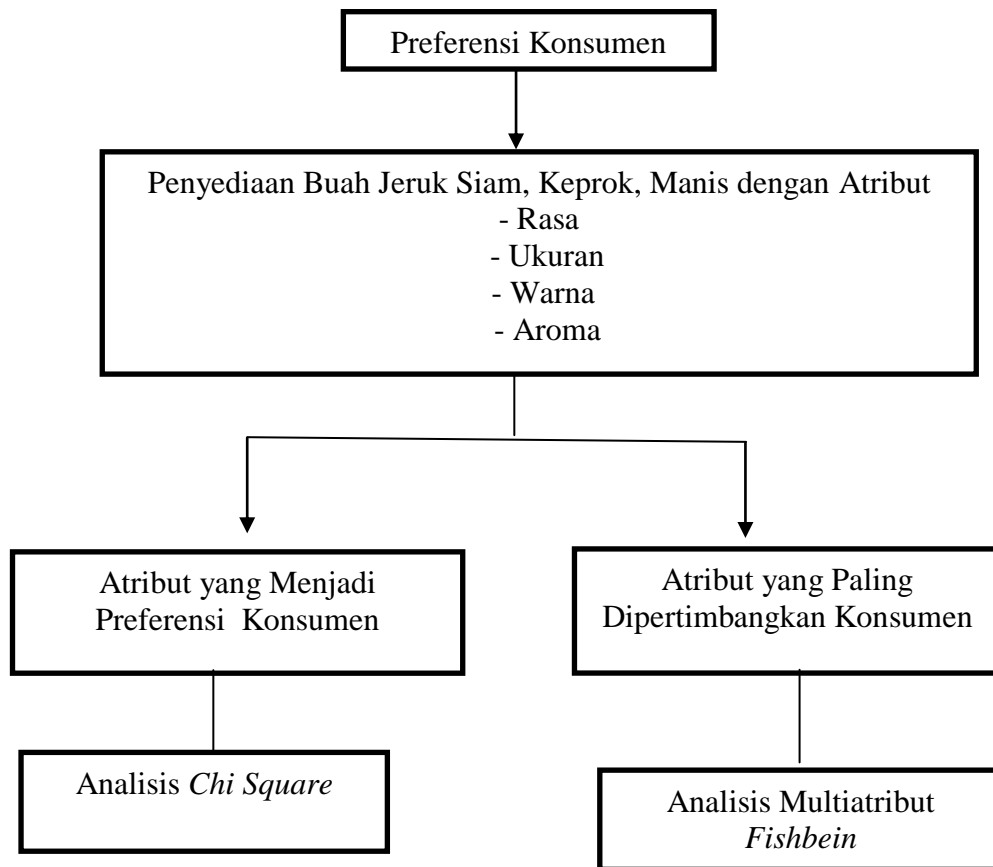 Preferensi Konsumen
Penyediaan Buah Jeruk Siam, Keprok, Manis dengan Atribut
- Rasa
- Ukuran
- Warna
- Aroma
Atribut yang Menjadi
Preferensi Konsumen
Atribut yang Paling
Dipertimbangkan Konsumen
Analisis Chi Square
Analisis Multiatribut
Fishbein